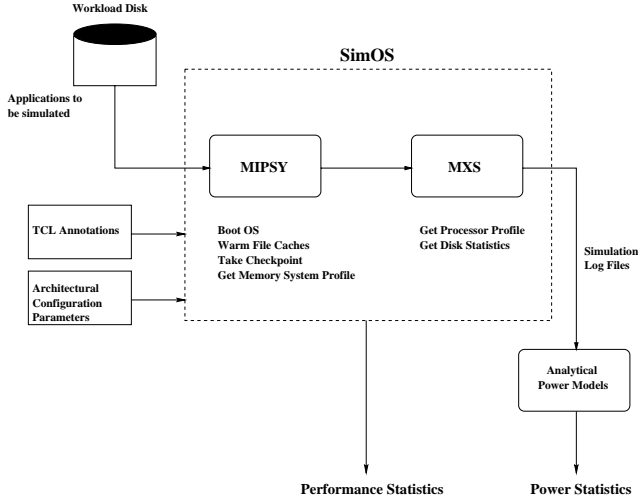 Workload Disk
SimOS
Applications to
be simulated
MIPSY
MXS
TCL Annotations
Boot OS
Warm File Caches
Take Checkpoint
Get Memory System Profile
Get Processor Profile
Get Disk Statistics
Simulation
Log Files
Architectural
Configuration
Parameters
Analytical
Power Models
Performance Statistics
Power Statistics